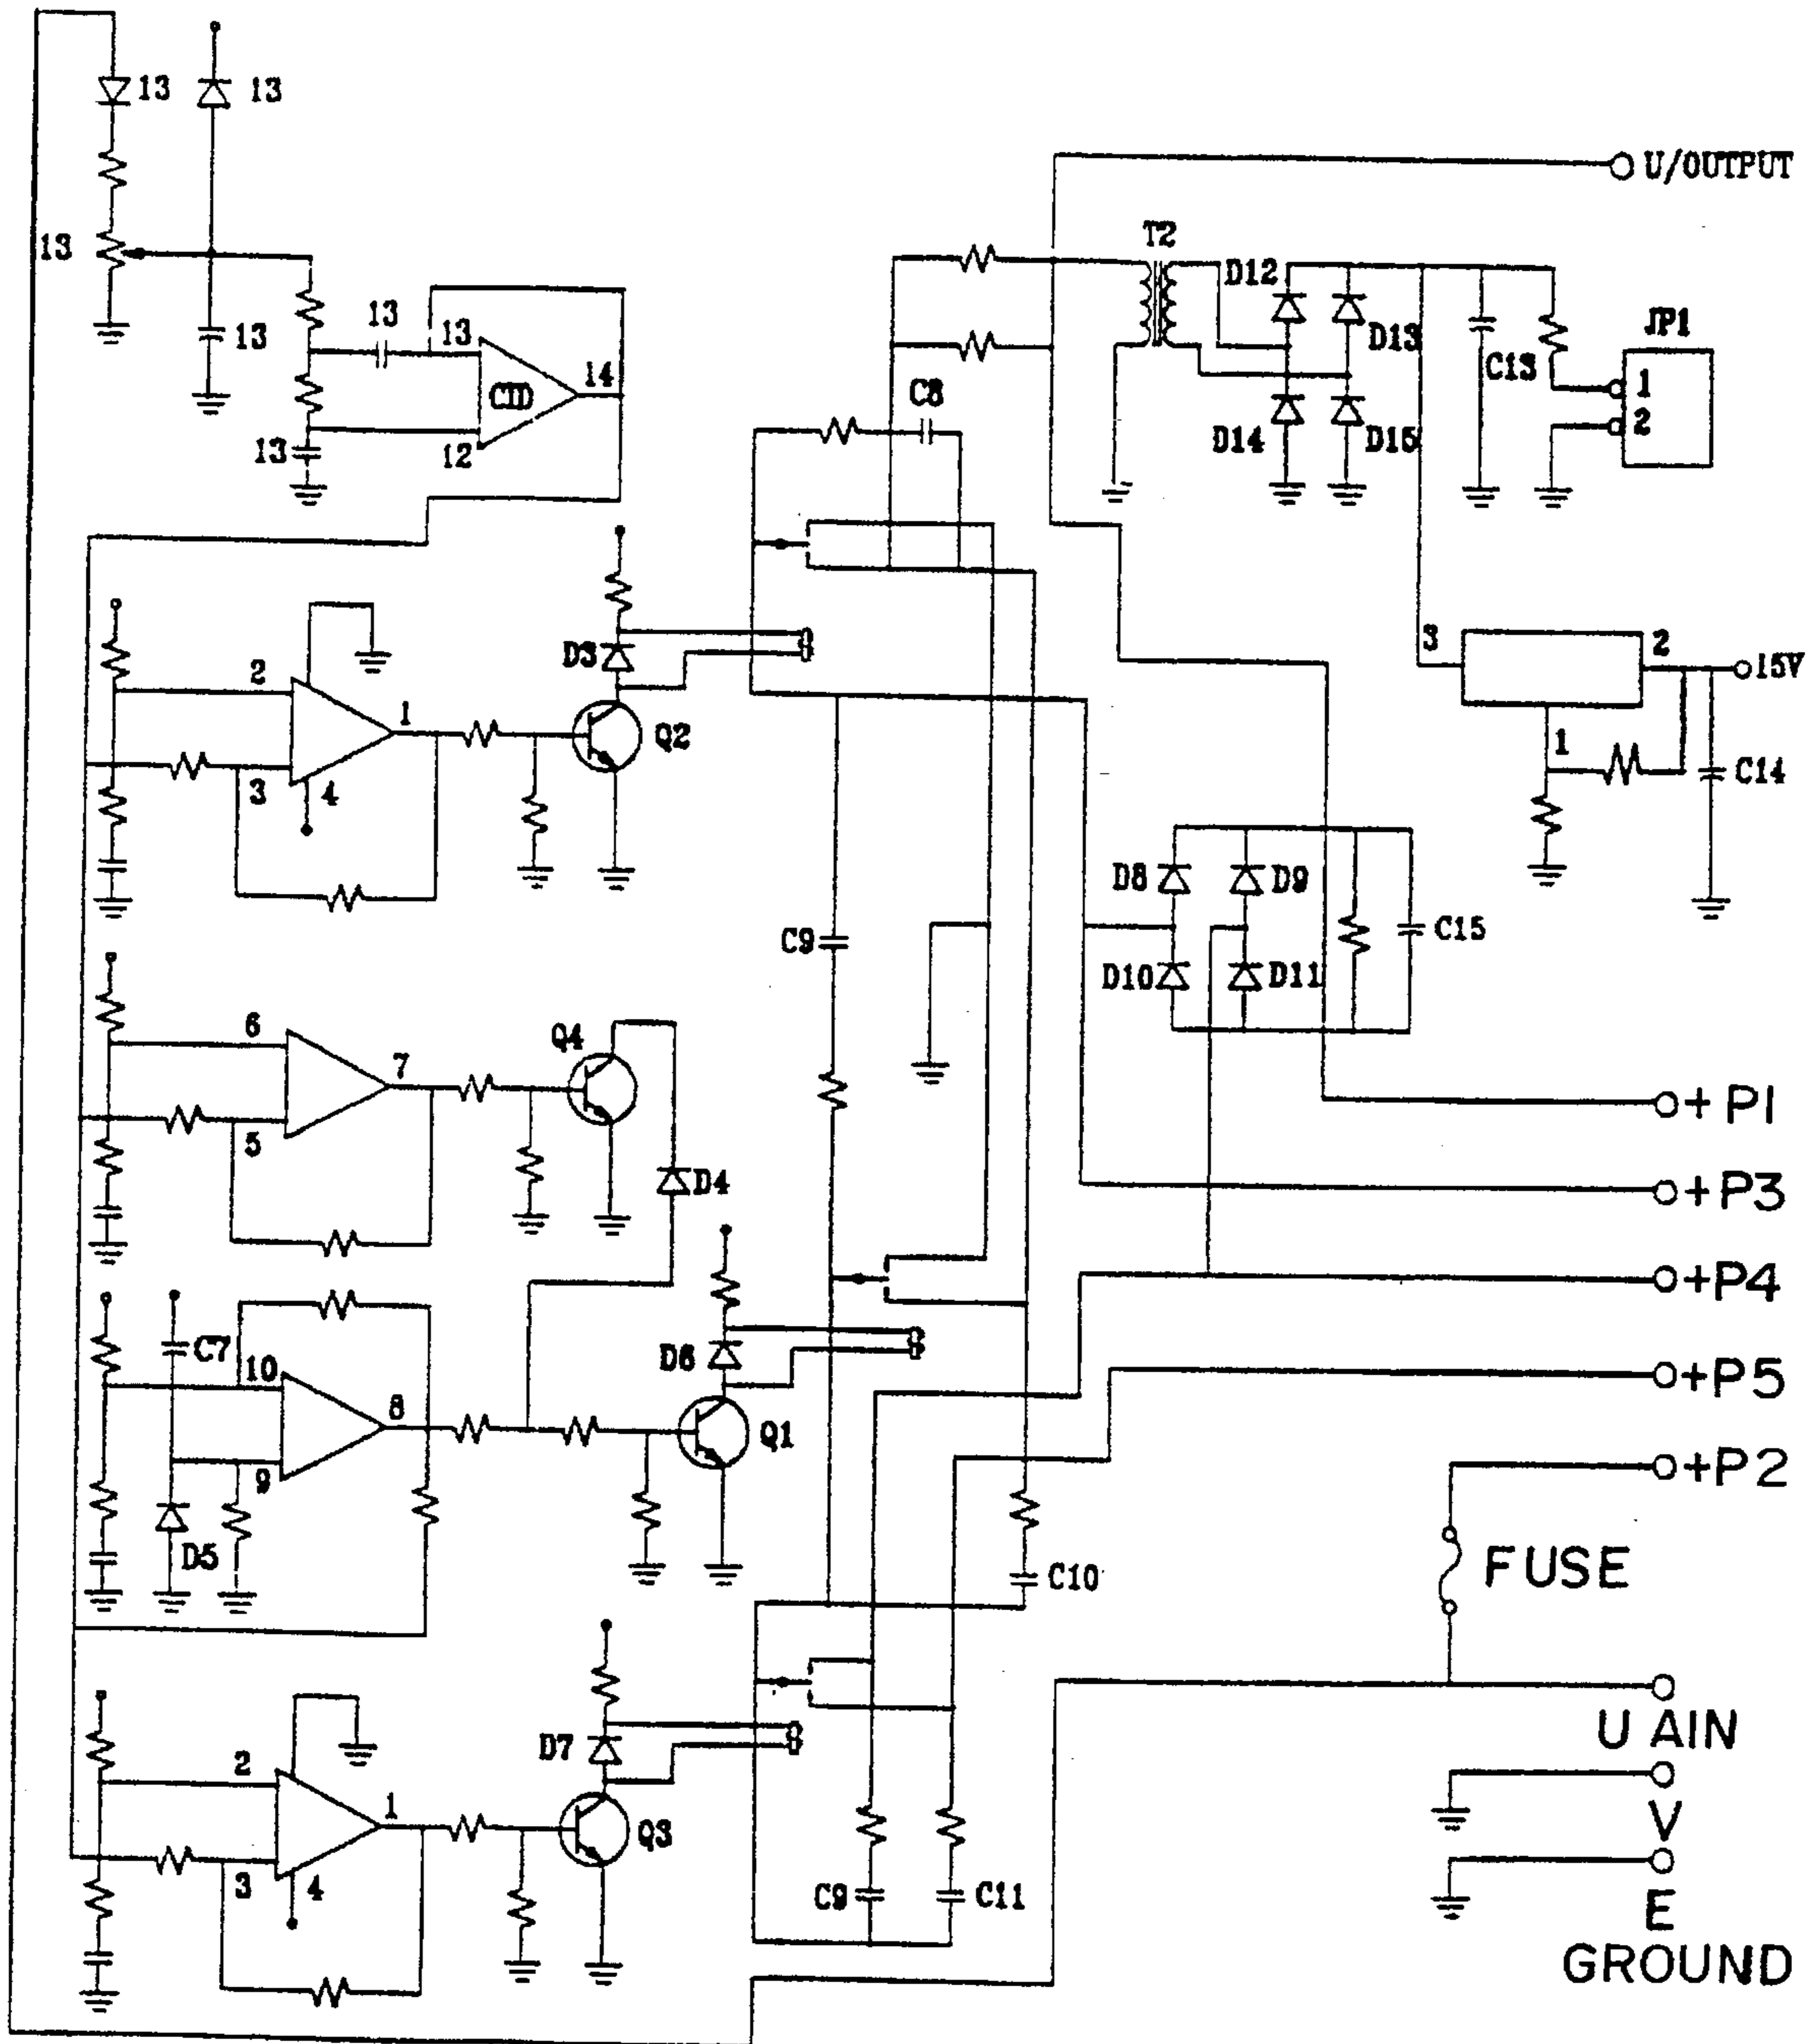 13
13
13
13
13
13
13
12
14
CID
U/OUTPUT
T2
D12
D13
D14
D15
C13
JP1
1
2
C8
D3
Q2
2
3
4
1
3
2
1
15V
C14
D8
D9
D10
D11
C15
C9
6
5
7
Q4
D4
+P1
+P3
+P4
+P5
+P2
C7
10
9
8
D5
D6
Q1
C10
FUSE
D7
Q3
2
3
4
1
C9
C11
U AIN
V
E
GROUND